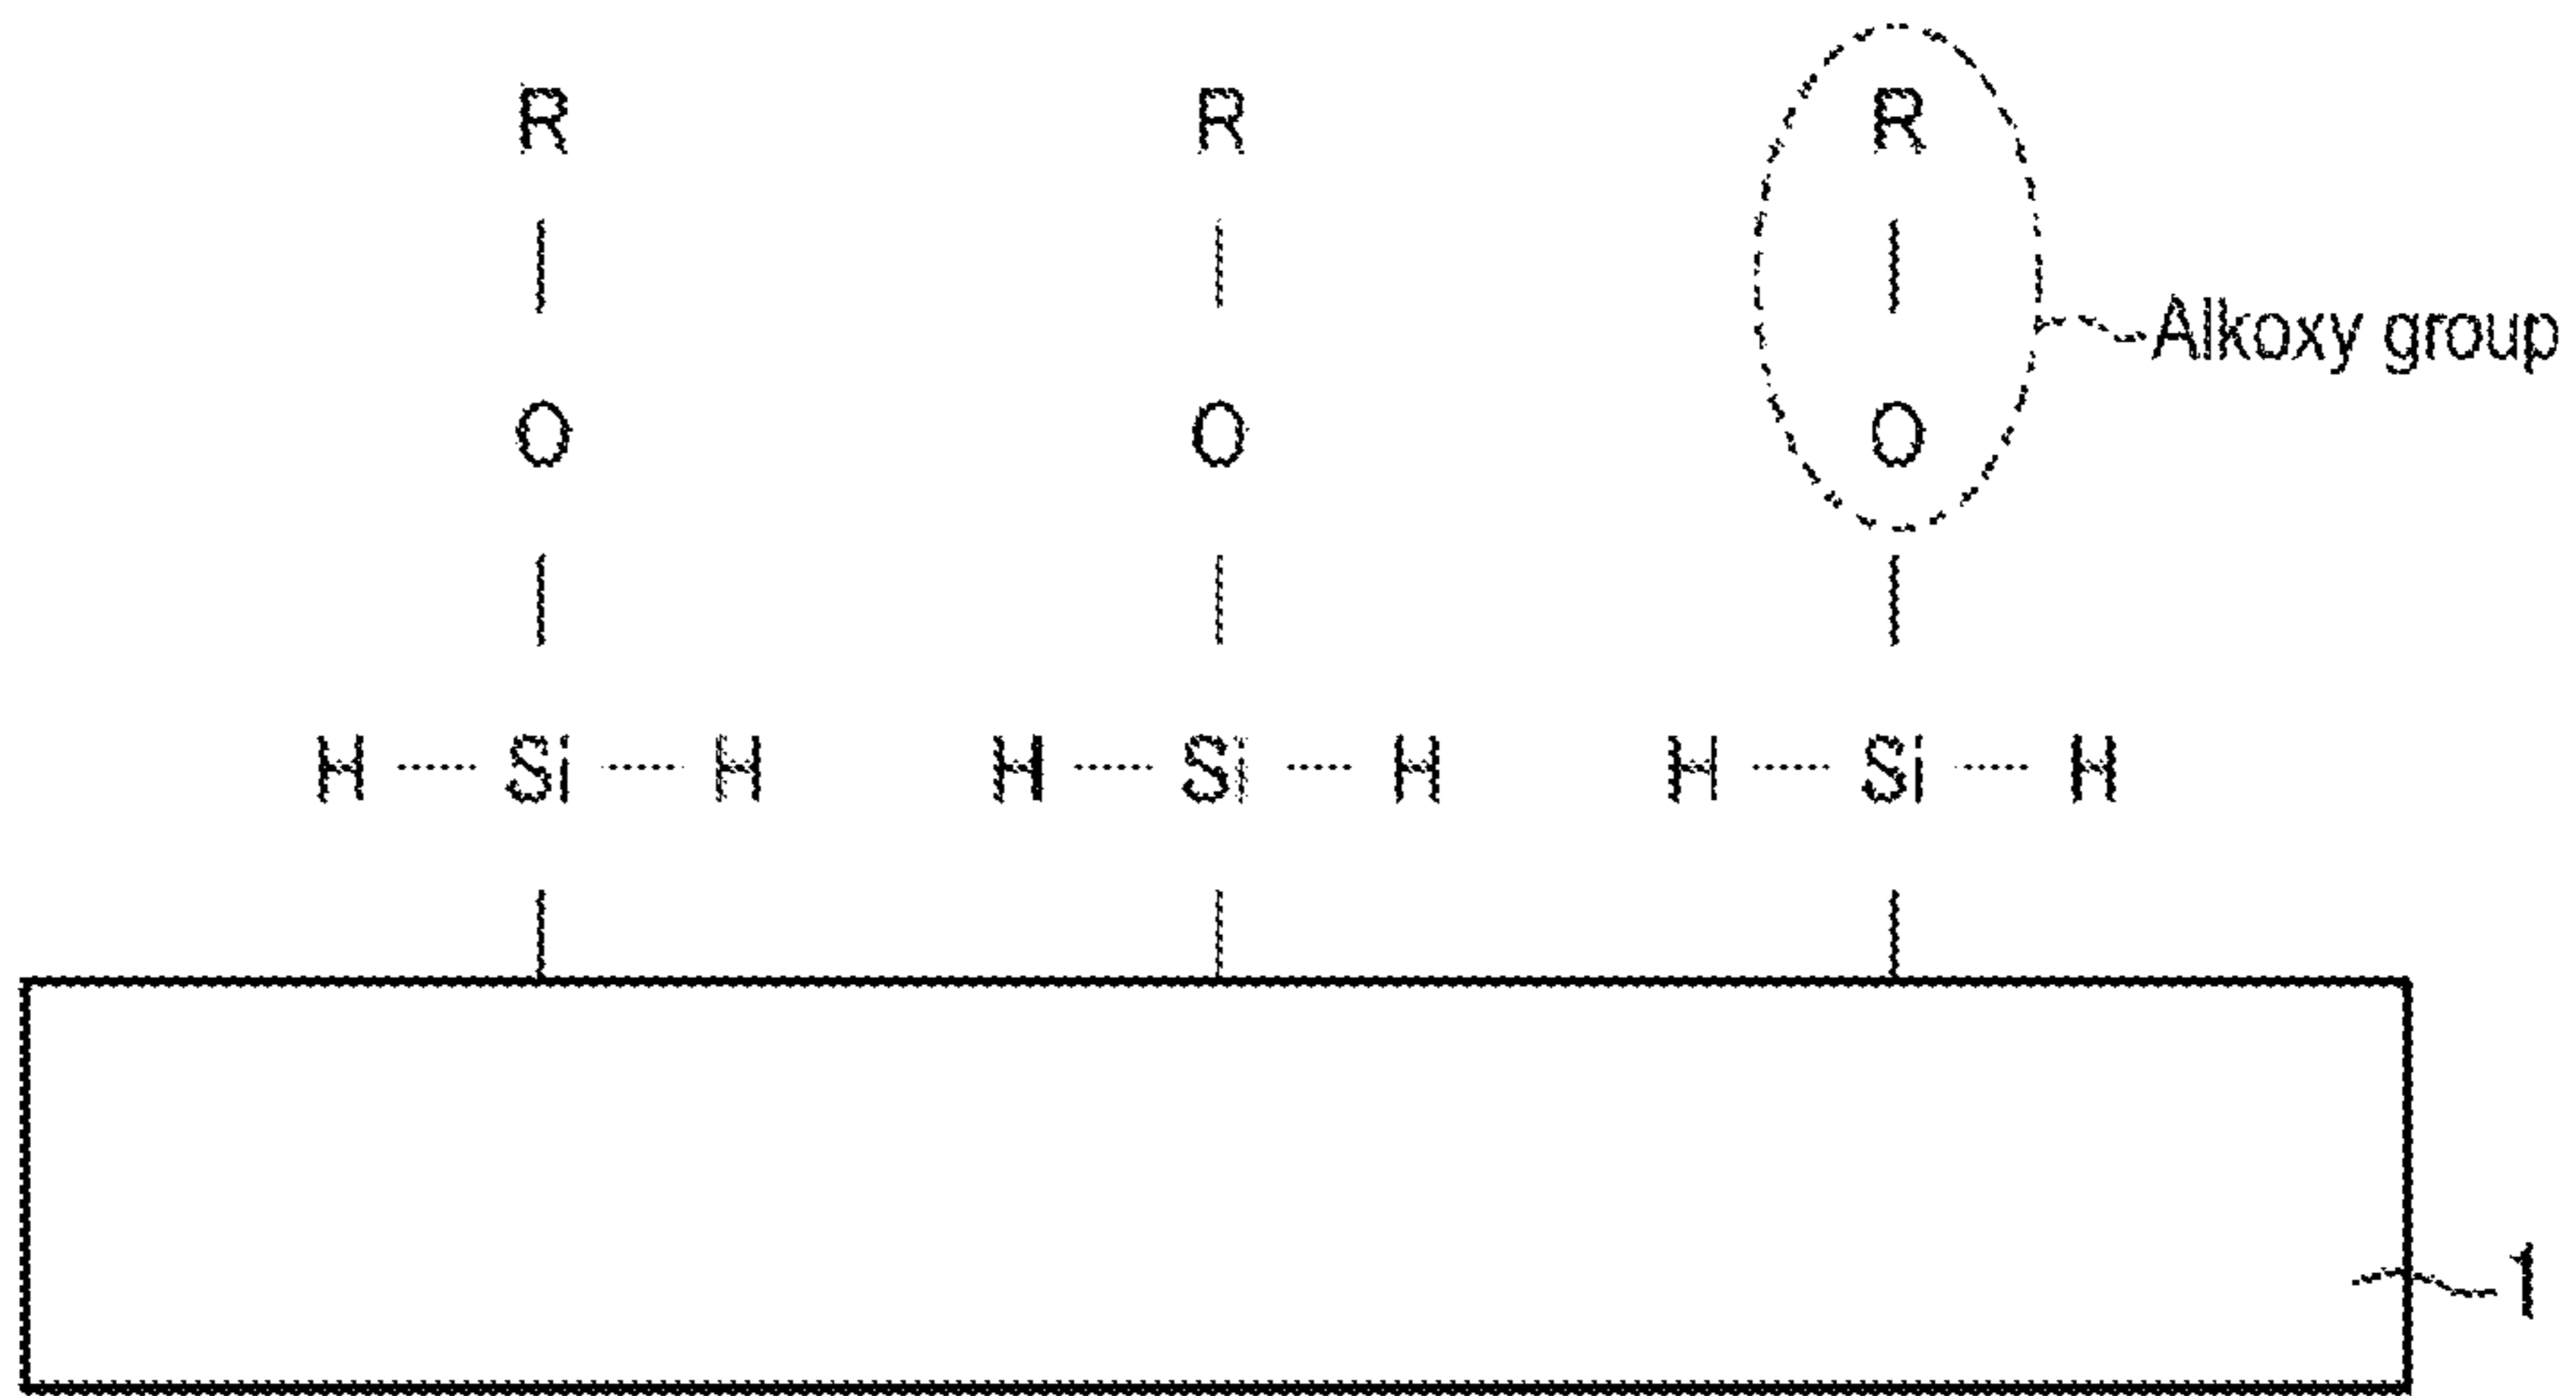 R R R
Alkoxy group
O O O
H Si H H Si H H Si H
1